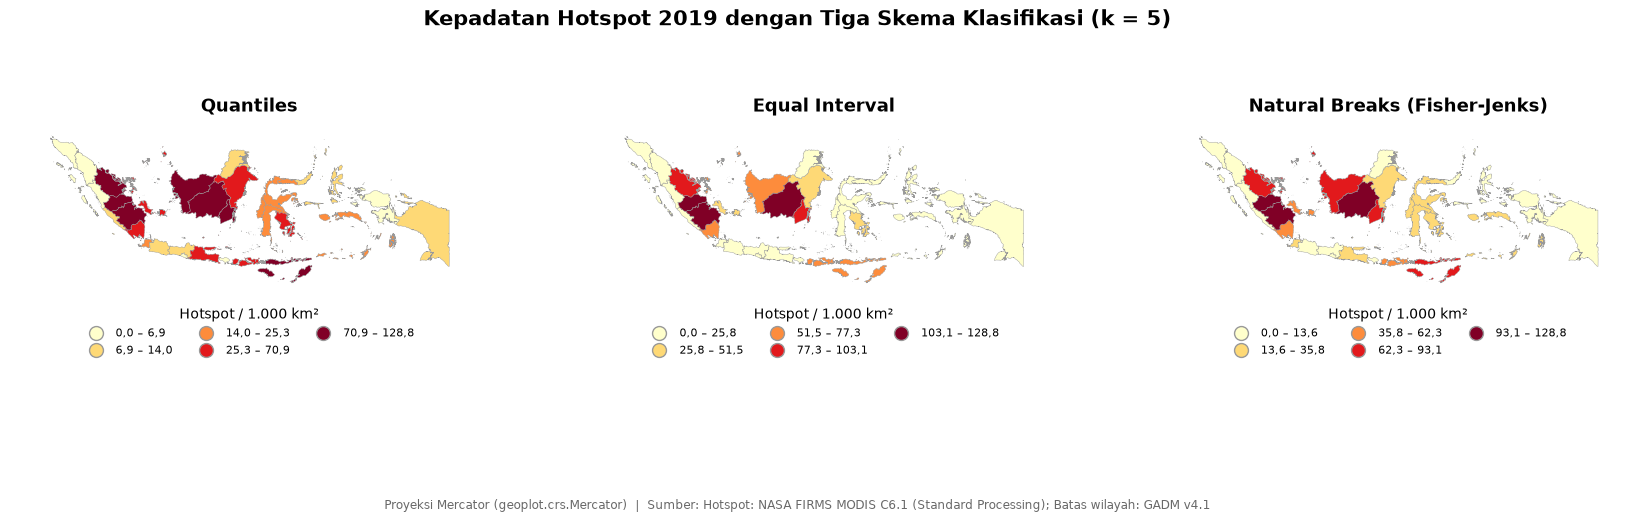 Kepadatan Hotspot 2019 dengan Tiga Skema Klasifikasi (k = 5)
Quantiles
Hotspot / 1.000 km²
0,0 – 6,9
14,0 – 25,3
70,9 – 128,8
6,9 – 14,0
25,3 – 70,9
Equal Interval
Hotspot / 1.000 km²
0,0 – 25,8
51,5 – 77,3
103,1 – 128,8
25,8 – 51,5
77,3 – 103,1
Natural Breaks (Fisher-Jenks)
Hotspot / 1.000 km²
0,0 – 13,6
35,8 – 62,3
93,1 – 128,8
13,6 – 35,8
62,3 – 93,1
Proyeksi Mercator (geoplot.crs.Mercator) | Sumber: Hotspot: NASA FIRMS MODIS C6.1 (Standard Processing); Batas wilayah: GADM v4.1